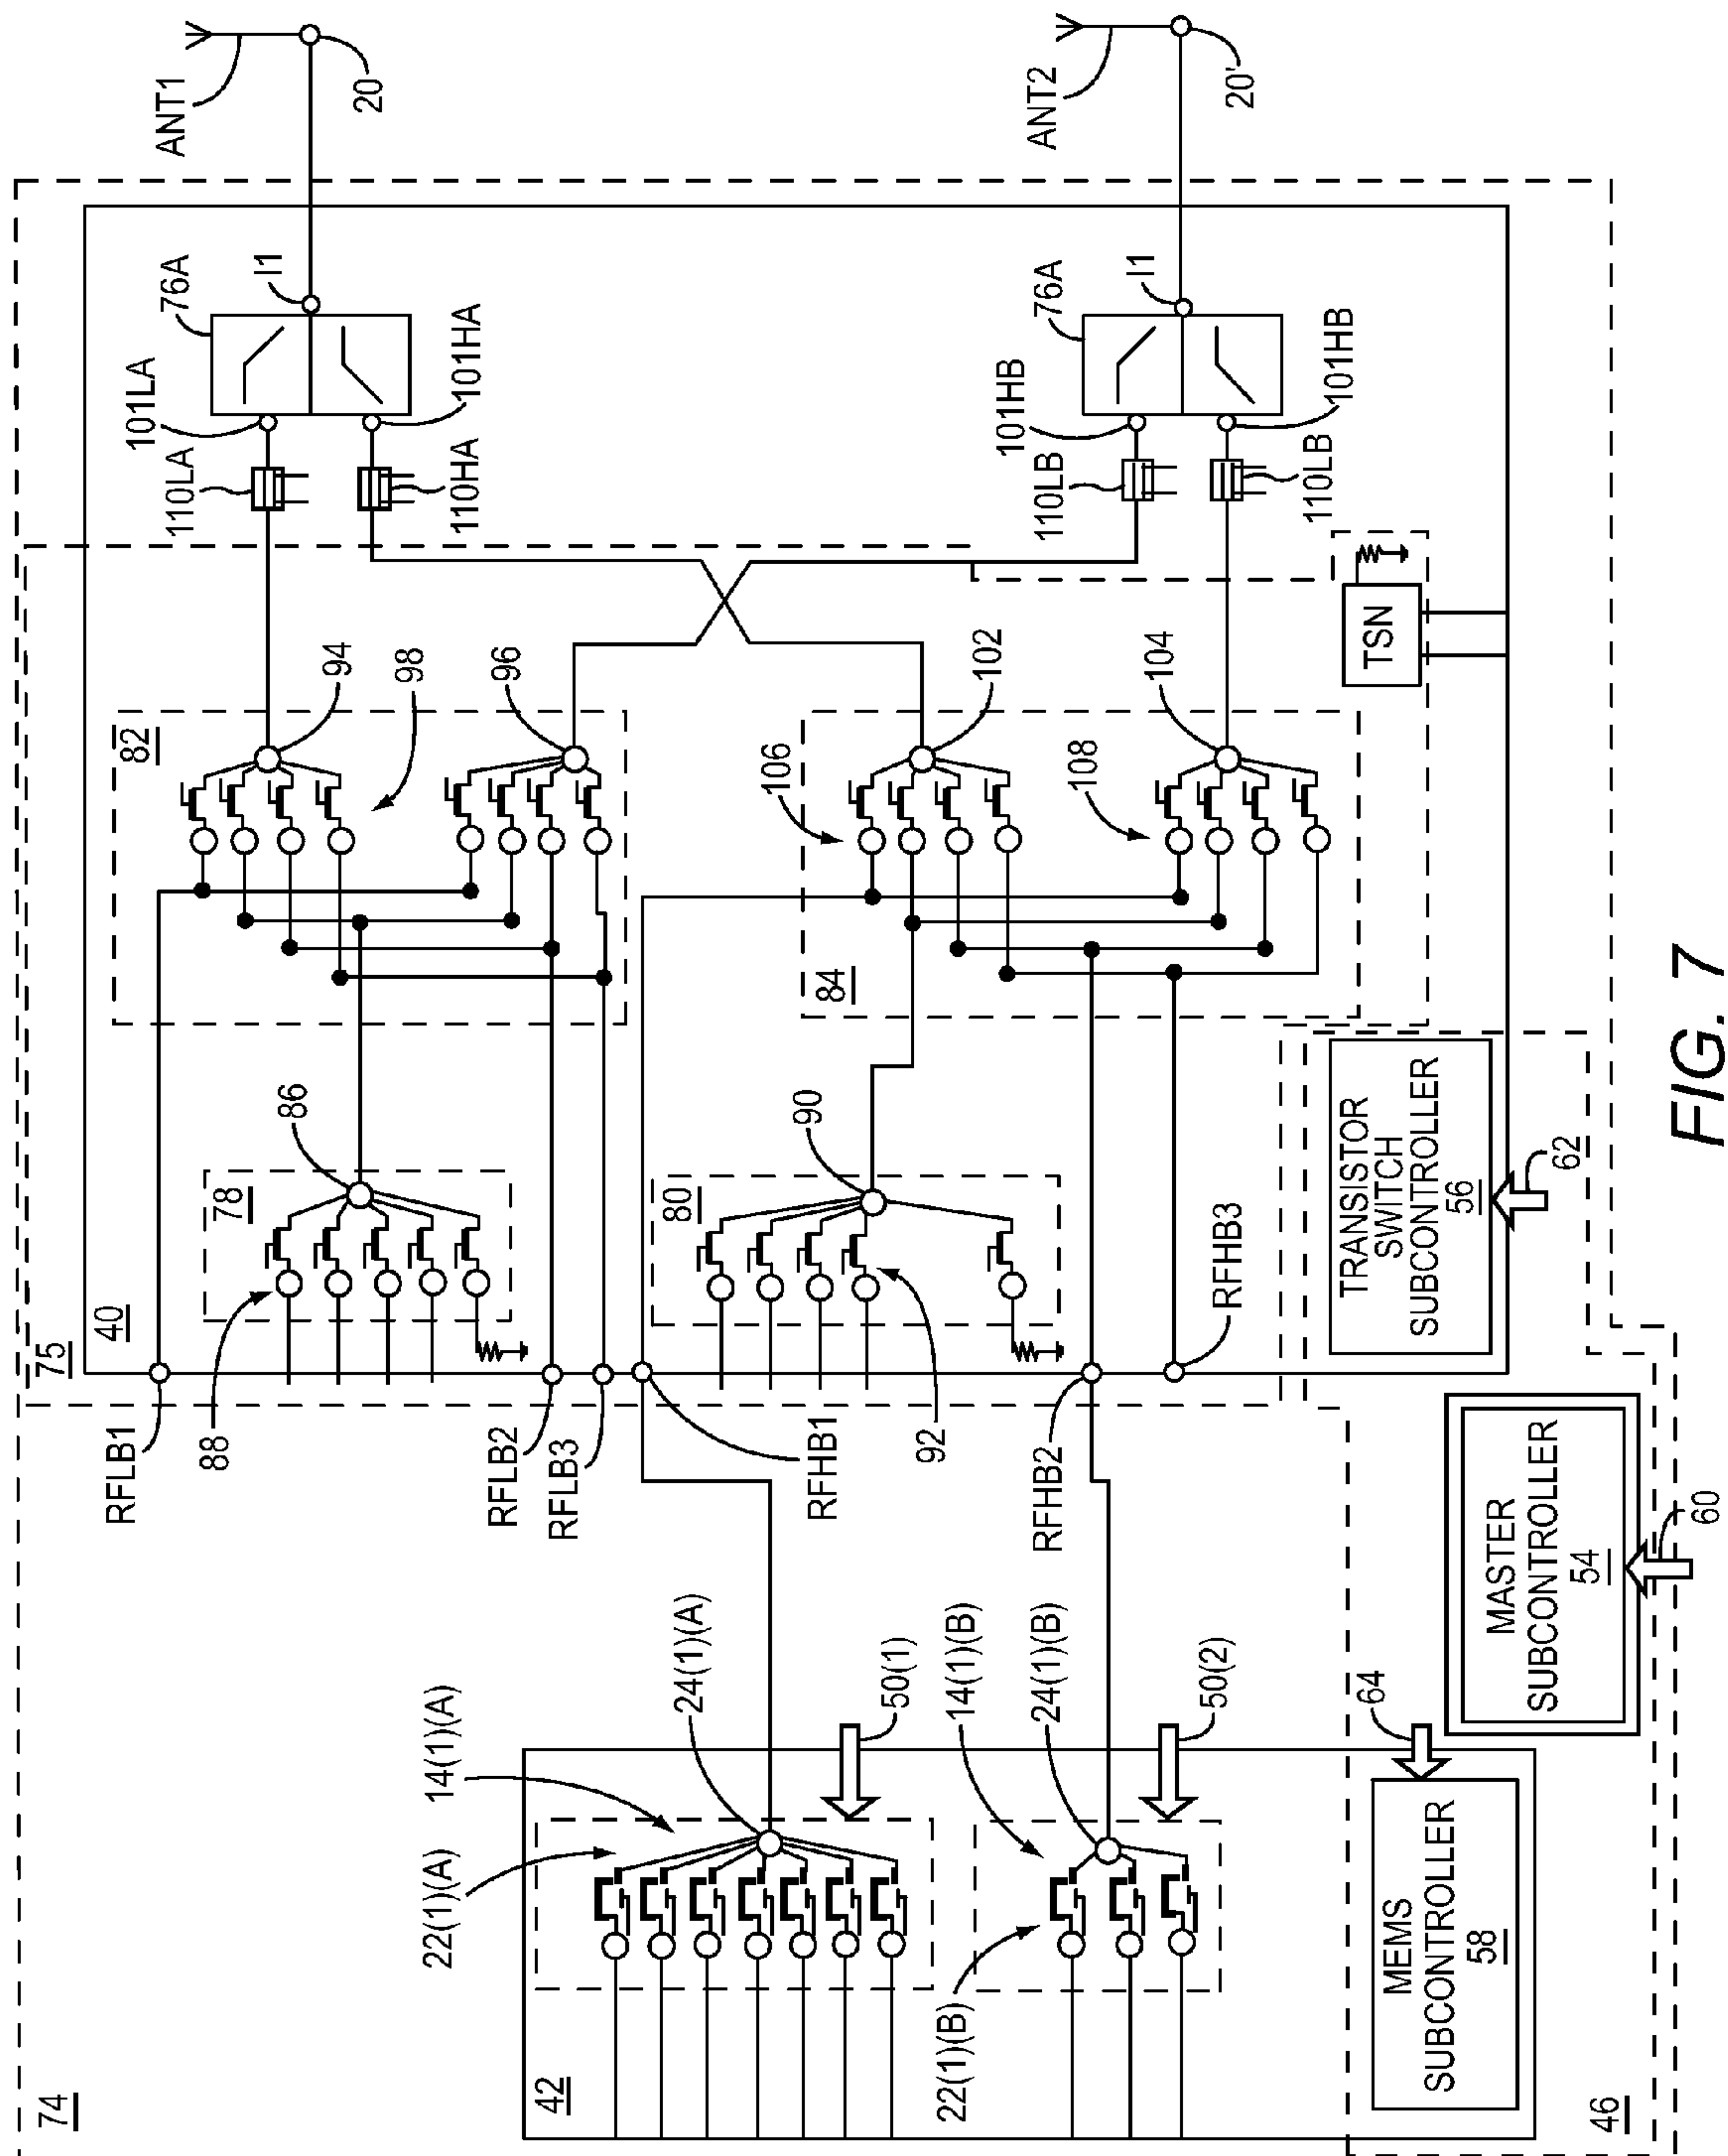 74
75
40
ANT1
20
76A
I1
101LA
101HA
110LA
110HA
82
94
98
96
78
86
88
RFLB1
RFLB2
RFLB3
RFHB1
80
90
92
84
106
102
108
104
ANT2
20'
76A
I1
101HB
101HB
110LB
110LB
TSN
RFHB2
RFHB3
TRANSISTOR
SWITCH
SUBCONTROLLER
56
62
42
22(1)(A)
14(1)(A)
24(1)(A)
50(1)
22(1)(B)
14(1)(B)
24(1)(B)
50(2)
64
MEMS
SUBCONTROLLER
58
MASTER
SUBCONTROLLER
54
60
46
FIG. 7